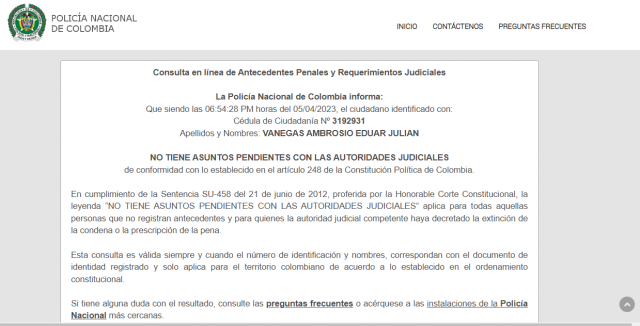 POLICÍA NACIONAL
DE COLOMBIA
INICIO CONTÁCTENOS PREGUNTAS FRECUENTES
Consulta en línea de Antecedentes Penales y Requerimientos Judiciales
La Policía Nacional de Colombia informa:
Que siendo las 06:54:28 PM horas del 05/04/2023, el ciudadano identificado con:
Cédula de Ciudadanía Nº 3192931
Apellidos y Nombres: VANEGAS AMBROSIO EDUAR JULIAN
NO TIENE ASUNTOS PENDIENTES CON LAS AUTORIDADES JUDICIALES
de conformidad con lo establecido en el artículo 248 de la Constitución Política de Colombia.
En cumplimiento de la Sentencia SU-458 del 21 de junio de 2012, proferida por la Honorable Corte Constitucional, la
leyenda "NO TIENE ASUNTOS PENDIENTES CON LAS AUTORIDADES JUDICIALES" aplica para todas aquellas
personas que no registran antecedentes y para quienes la autoridad judicial competente haya decretado la extinción de
la condena o la prescripción de la pena.
Esta consulta es válida siempre y cuando el número de identificación y nombres, correspondan con el documento de
identidad registrado y solo aplica para el territorio colombiano de acuerdo a lo establecido en el ordenamiento
constitucional.
Si tiene alguna duda con el resultado, consulte las preguntas frecuentes o acérquese a las instalaciones de la Policía
Nacional más cercanas.